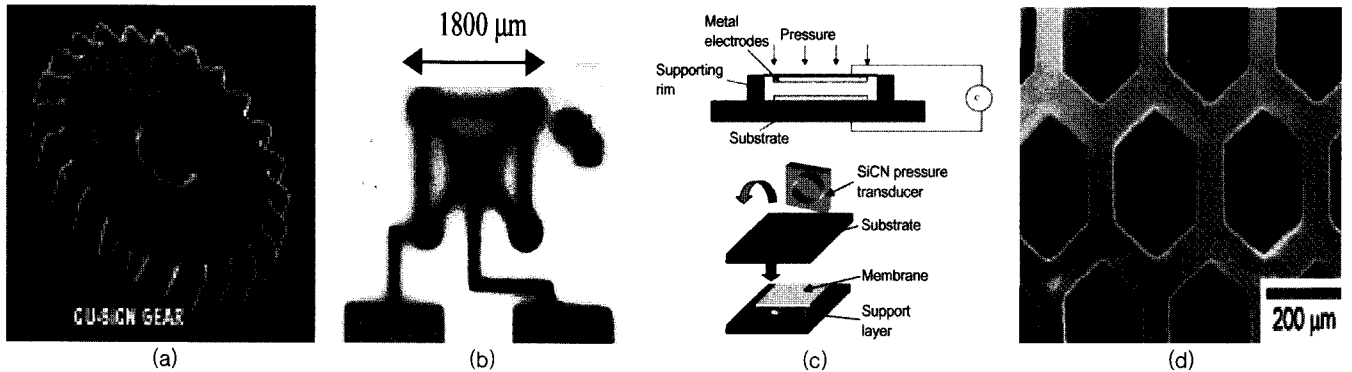 CU-SiCN GEAR
(a)
1800 µm
(b)
Metal
electrodes
Pressure
Supporting
rim
c
Substrate
SiCN pressure
transducer
Substrate
Membrane
Support
layer
(c)
200 µm
(d)